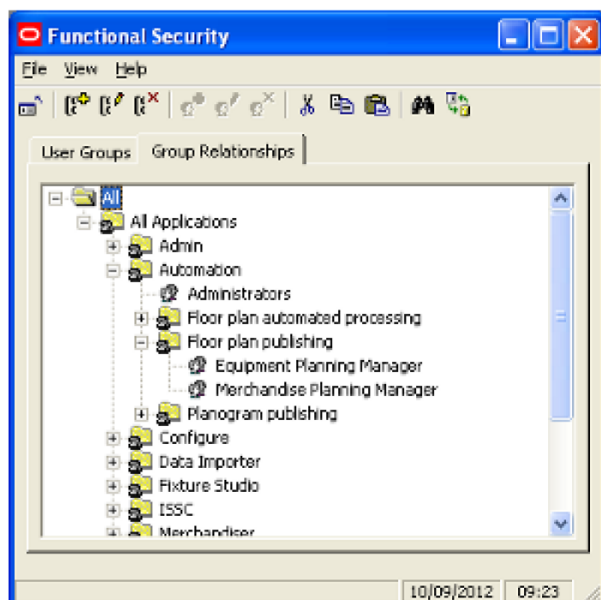 Functional Security
File View Help
User Groups Group Relationships
All
All Applications
Admin
Automation
Administrators
Floor plan automated processing
Floor plan publishing
Equipment Planning Manager
Merchandise Planning Manager
Planogram publishing
Configure
Data Importer
Fixture Studio
ISSC
Merchandiser
10/09/2012 09:23